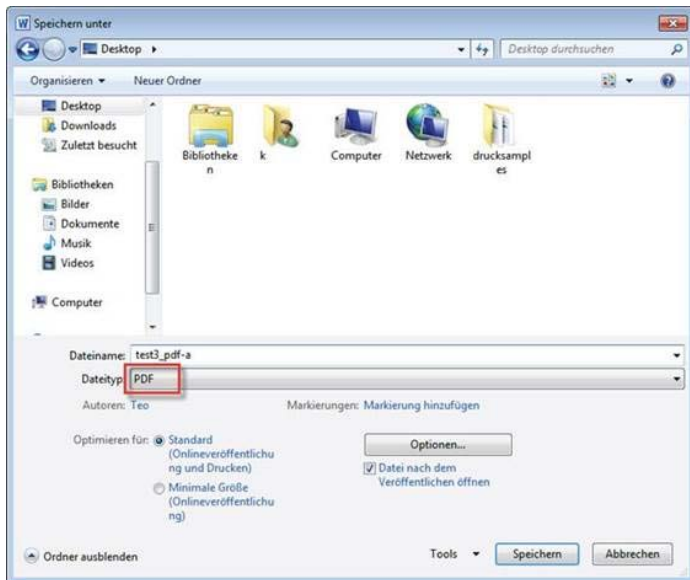 Speichern unter
Desktop
Desktop durchsuchen
Organisieren
Neuer Ordner
Desktop
Downloads
Zuletzt besucht
Bibliotheken
Bilder
Dokumente
Musik
Videos
Computer
Bibliotheke
n
k
Computer
Netzwerk
drucksampl
es
Dateiname: test3_pdf-a
Dateityp: PDF
Autoren: Teo
Markierungen: Markierung hinzufügen
Optimieren für:
Standard
(Onlineveröffentlichu
ng und Drucken)
Minimale Größe
(Onlineveröffentlichu
ng)
Optionen...
Datei nach dem
Veröffentlichen öffnen
Ordner ausblenden
Tools
Speichern
Abbrechen